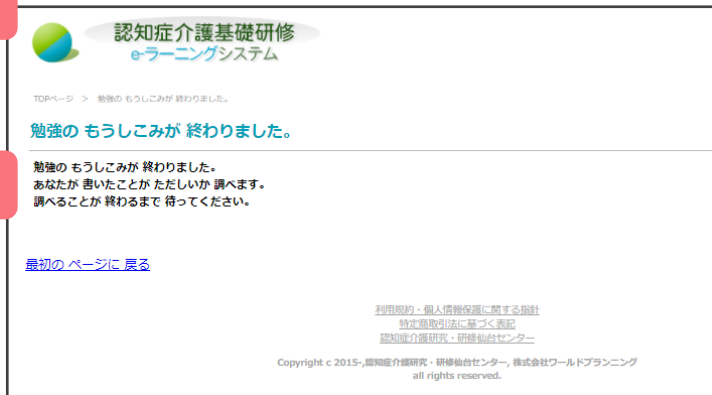 認知症介護基礎研修
e-ラーニングシステム
TOPページ ＞ 勉強の もうしこみが 終わりました。
勉強の もうしこみが 終わりました。
勉強の もうしこみが 終わりました。
あなたが 書いたことが ただしいか 調べます。
調べることが 終わるまで 待ってください。
最初の ページに 戻る
利用規約・個人情報保護に関する指針
特定商取引法に基づく表記
認知症介護研究・研修仙台センター
Copyright c 2015-,認知症介護研究・研修仙台センター, 株式会社ワールドプランニング
all rights reserved.